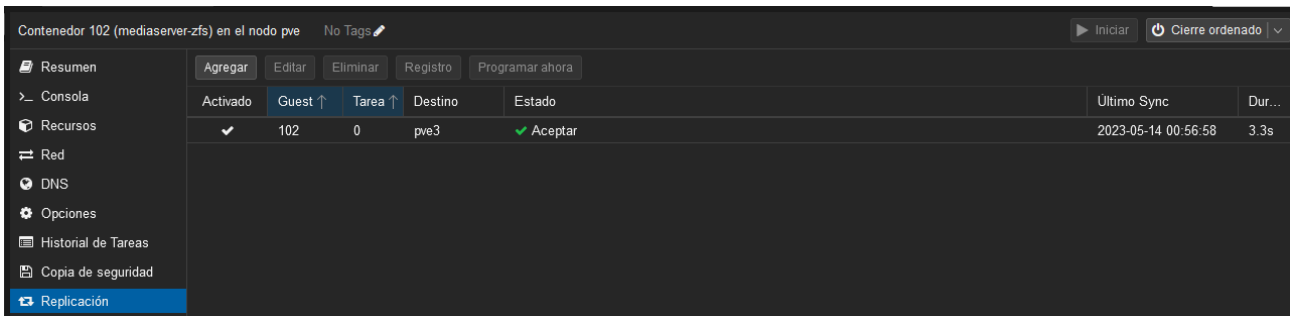 Contenedor 102 (mediaserver-zfs) en el nodo pve No Tags Iniciar Cierre ordenado
Resumen
Consola
Recursos
Red
DNS
Opciones
Historial de Tareas
Copia de seguridad
Replicación
Agregar Editar Eliminar Registro Programar ahora
Activado Guest Tarea Destino Estado Último Sync Dur...
102 0 pve3 Aceptar 2023-05-14 00:56:58 3.3s